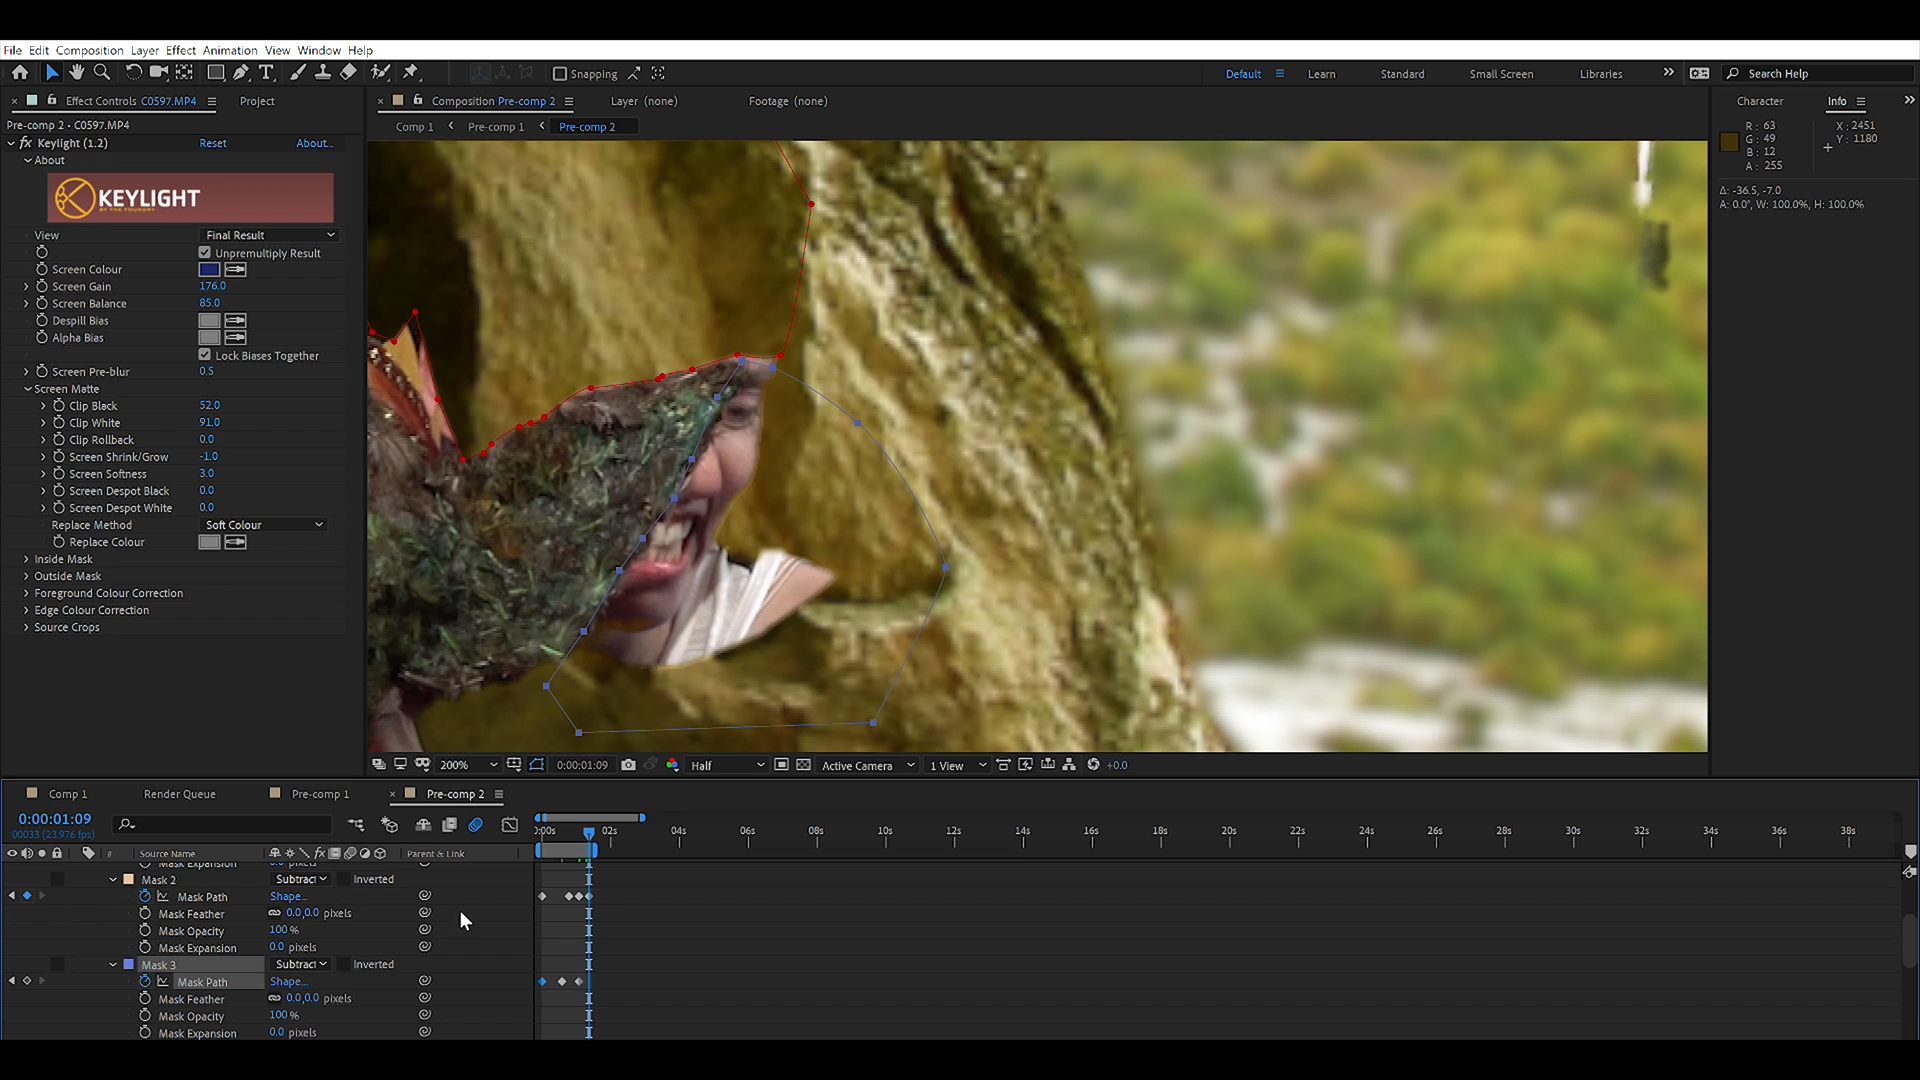 File Edit Composition Layer Effect Animation View Window Help
Snapping
Default Learn Standard Small Screen Libraries Search Help
Effect Controls C0597.MP4 Project
Composition Pre-comp 2 Layer (none) Footage (none)
Character Info
Pre-comp 2 • C0597.MP4
Comp 1 Pre-comp 1 Pre-comp 2
R : 63 X : 2451
G : 49 Y : 1180
B : 12
A : 255
Δ: -36.5, -7.0
A: 0.0°, W: 100.0%, H: 100.0%
fx Keylight (1.2) Reset About...
About
KEYLIGHT
BY THE FOUNDRY
View Final Result
Unpremultiply Result
Screen Colour
Screen Gain 176.0
Screen Balance 85.0
Despill Bias
Alpha Bias
Lock Biases Together
Screen Pre-blur 0.5
Screen Matte
Clip Black 52.0
Clip White 91.0
Clip Rollback 0.0
Screen Shrink/Grow -1.0
Screen Softness 3.0
Screen Despot Black 0.0
Screen Despot White 0.0
Replace Method Soft Colour
Replace Colour
Inside Mask
Outside Mask
Foreground Colour Correction
Edge Colour Correction
Source Crops
200% 0:00:01:09 Half Active Camera 1 View +0.0
Comp 1 Render Queue Pre-comp 1 Pre-comp 2
0:00:01:09
00033 (23.976 fps)
0:00s 02s 04s 06s 08s 10s 12s 14s 16s 18s 20s 22s 24s 26s 28s 30s 32s 34s 36s 38s
# Source Name fx Parent & Link
Mask Expansion 0.0 pixels
Mask 2 Subtract Inverted
Mask Path Shape...
Mask Feather 0.0,0.0 pixels
Mask Opacity 100 %
Mask Expansion 0.0 pixels
Mask 3 Subtract Inverted
Mask Path Shape...
Mask Feather 0.0,0.0 pixels
Mask Opacity 100 %
Mask Expansion 0.0 pixels